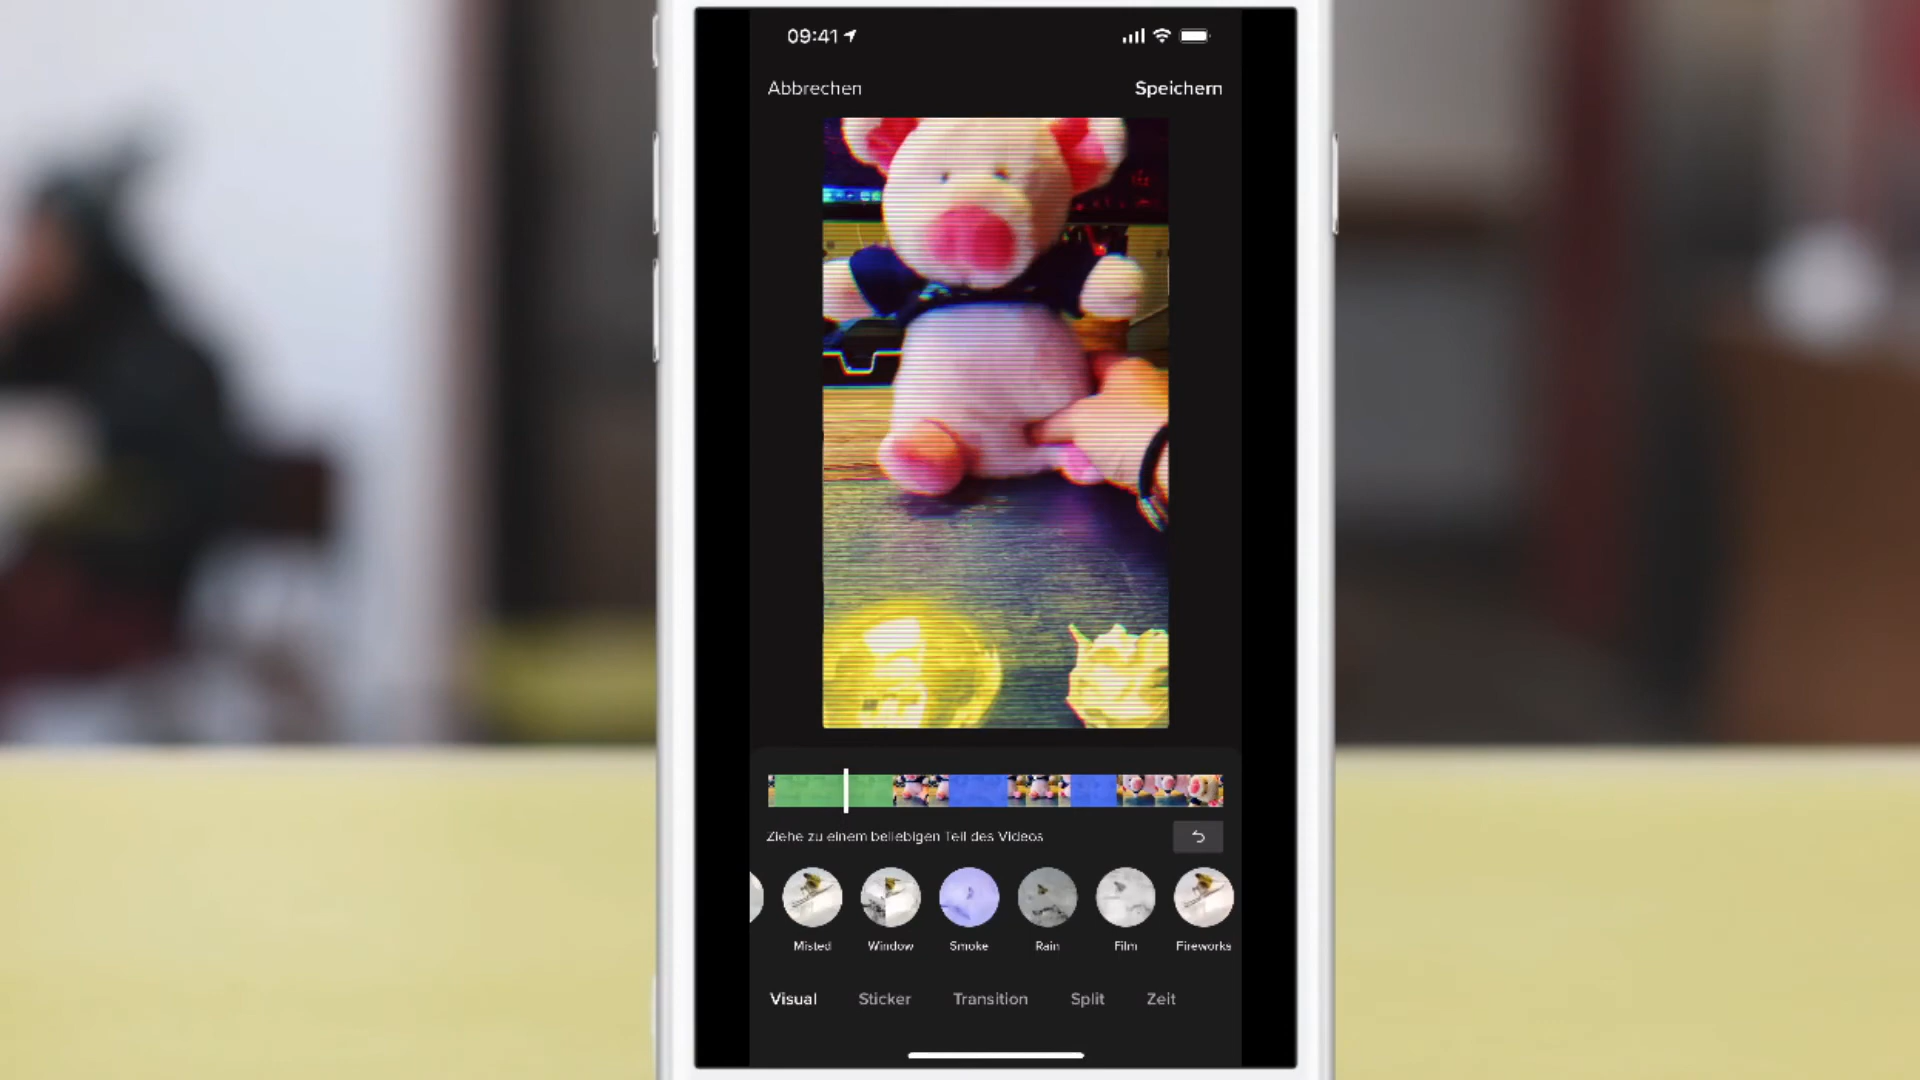 09:41
Abbrechen
Speichern
Ziehe zu einem beliebigen Teil des Videos
Misted
Window
Smoke
Rain
Film
Fireworks
Visual
Sticker
Transition
Split
Zeit